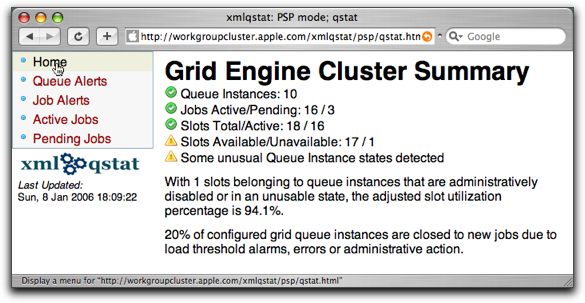 xmlqstat: PSP mode; qstat
http://workgroupcluster.apple.com/xmlqstat/psp/qstat.htm
Google
Home
Queue Alerts
Job Alerts
Active Jobs
Pending Jobs
xml qstat
Last Updated:
Sun, 8 Jan 2006 18:09:22
Grid Engine Cluster Summary
Queue Instances: 10
Jobs Active/Pending: 16 / 3
Slots Total/Active: 18 / 16
Slots Available/Unavailable: 17 / 1
Some unusual Queue Instance states detected
With 1 slots belonging to queue instances that are administratively
disabled or in an unusable state, the adjusted slot utilization
percentage is 94.1%.
20% of configured grid queue instances are closed to new jobs due to
load threshold alarms, errors or administrative action.
Display a menu for "http://workgroupcluster.apple.com/xmlqstat/psp/qstat.html"